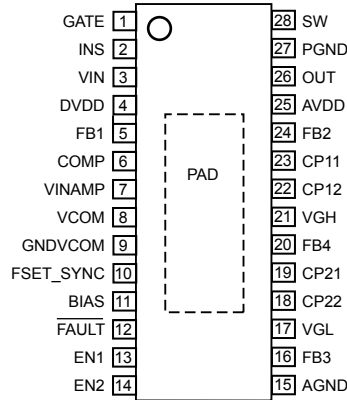 GATE 1 28 SW
INS 2 27 PGND
VIN 3 26 OUT
DVDD 4 25 AVDD
FB1 5 24 FB2
COMP 6 23 CP11
PAD
VINAMP 7 22 CP12
VCOM 8 21 VGH
GNDVCOM 9 20 FB4
FSET_SYNC 10 19 CP21
BIAS 11 18 CP22
FAULT 12 17 VGL
EN1 13 16 FB3
EN2 14 15 AGND